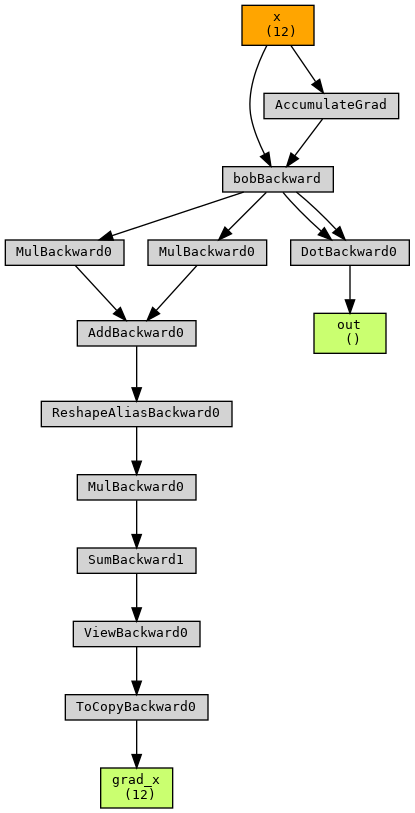 x
(12)
AccumulateGrad
bobBackward
MulBackward0
MulBackward0
DotBackward0
out
()
AddBackward0
ReshapeAliasBackward0
MulBackward0
SumBackward1
ViewBackward0
ToCopyBackward0
grad_x
(12)